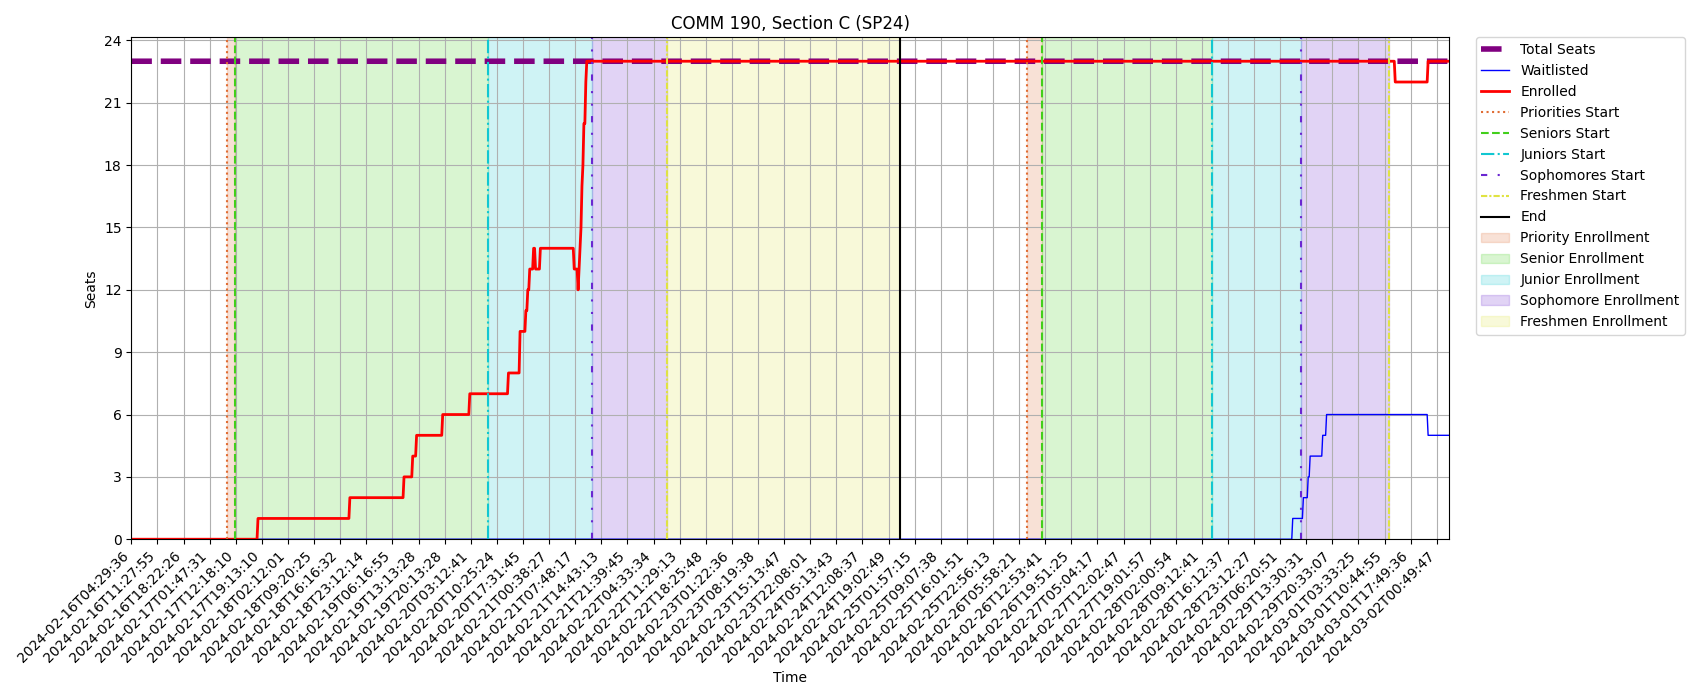 COMM 190, Section C (SP24)
Seats
24
21
18
15
12
9
6
3
0
2024-02-16T04:29:36
2024-02-16T11:27:55
2024-02-16T18:22:26
2024-02-17T01:47:31
2024-02-17T12:18:10
2024-02-17T19:13:10
2024-02-18T02:12:01
2024-02-18T09:20:25
2024-02-18T16:16:32
2024-02-18T23:12:14
2024-02-19T06:16:55
2024-02-19T13:13:28
2024-02-19T20:13:28
2024-02-20T03:12:41
2024-02-20T10:25:24
2024-02-20T17:31:45
2024-02-21T00:38:27
2024-02-21T07:48:17
2024-02-21T14:43:13
2024-02-21T21:39:45
2024-02-22T04:33:34
2024-02-22T11:29:13
2024-02-22T18:25:48
2024-02-23T01:22:36
2024-02-23T08:19:38
2024-02-23T15:13:47
2024-02-23T22:08:01
2024-02-24T05:13:43
2024-02-24T12:08:37
2024-02-24T19:02:49
2024-02-25T01:57:15
2024-02-25T09:07:38
2024-02-25T16:01:51
2024-02-25T22:56:13
2024-02-26T05:58:21
2024-02-26T12:53:41
2024-02-26T19:51:25
2024-02-27T05:04:17
2024-02-27T12:02:47
2024-02-27T19:01:57
2024-02-28T02:00:54
2024-02-28T09:12:41
2024-02-28T16:12:37
2024-02-28T23:12:27
2024-02-29T06:20:51
2024-02-29T13:30:31
2024-02-29T20:33:07
2024-03-01T03:33:25
2024-03-01T10:44:55
2024-03-01T17:49:36
2024-03-02T00:49:47
Time
Total Seats
Waitlisted
Enrolled
Priorities Start
Seniors Start
Juniors Start
Sophomores Start
Freshmen Start
End
Priority Enrollment
Senior Enrollment
Junior Enrollment
Sophomore Enrollment
Freshmen Enrollment